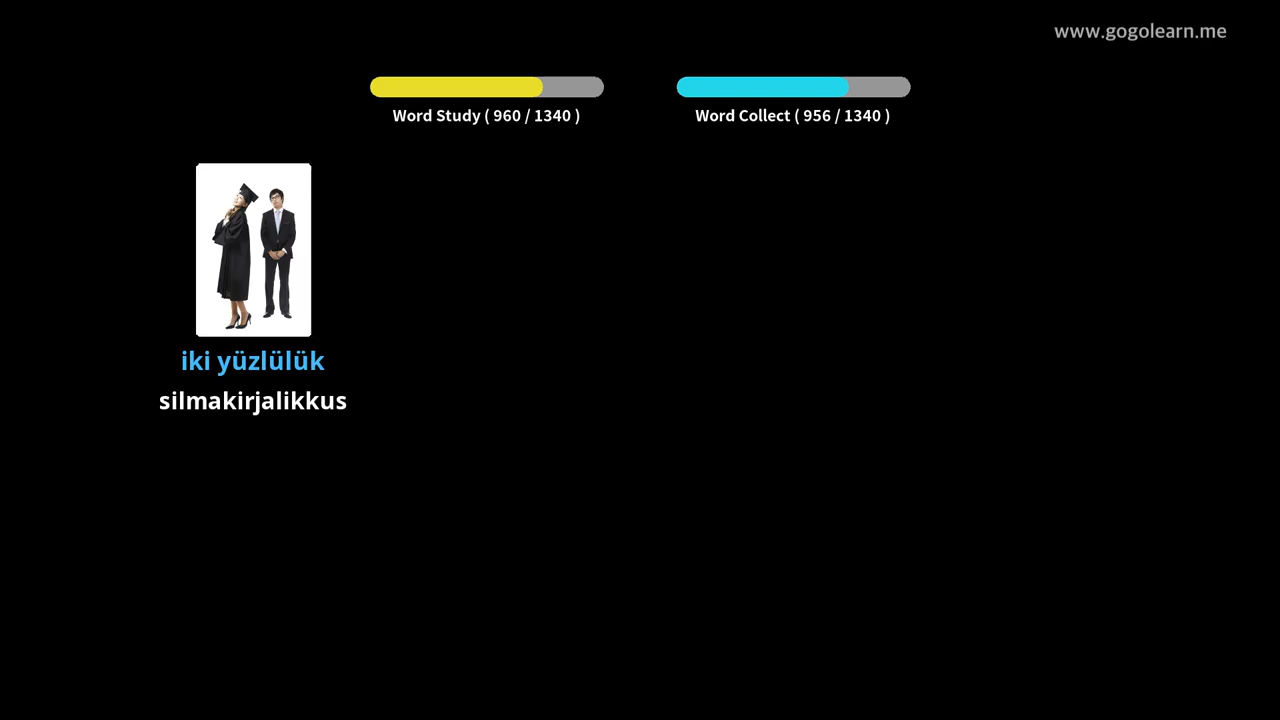 www.gogolearn.me
Word Study ( 960 / 1340 )
Word Collect ( 956 / 1340 )
iki yüzlülük
silmakirjalikkus